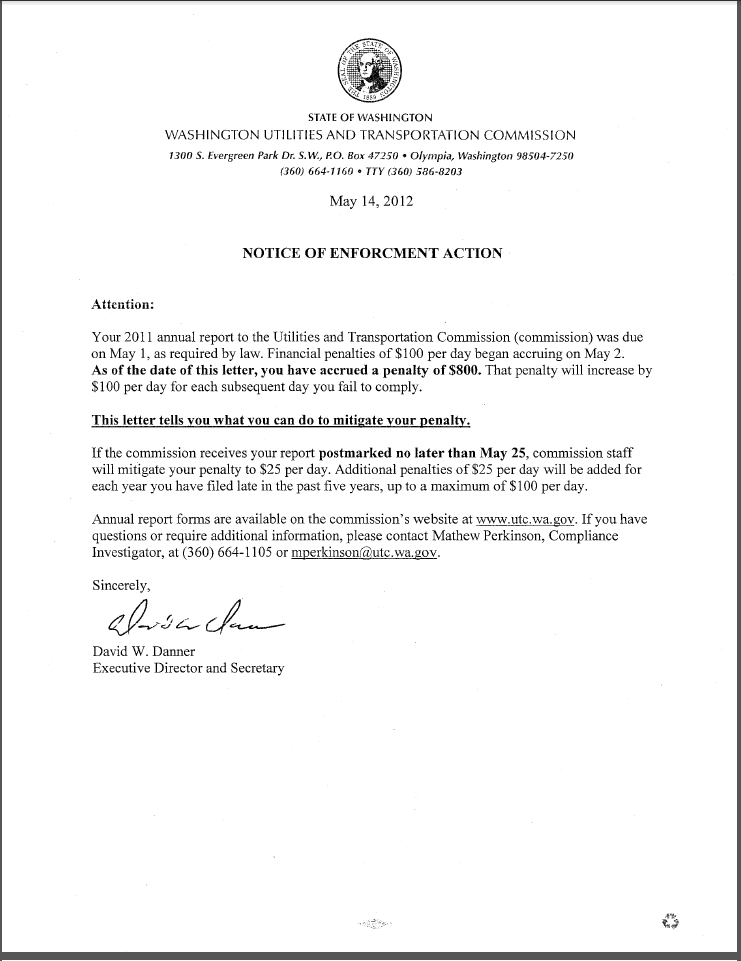 THE SEAL OF THE STATE OF WASHINGTON
1889
STATE OF WASHINGTON
WASHINGTON UTILITIES AND TRANSPORTATION COMMISSION
1300 S. Evergreen Park Dr. S.W., P.O. Box 47250 • Olympia, Washington 98504-7250
(360) 664-1160 • TTY (360) 586-8203
May 14, 2012
NOTICE OF ENFORCMENT ACTION
Attention:
Your 2011 annual report to the Utilities and Transportation Commission (commission) was due
on May 1, as required by law. Financial penalties of $100 per day began accruing on May 2.
As of the date of this letter, you have accrued a penalty of $800. That penalty will increase by
$100 per day for each subsequent day you fail to comply.
This letter tells you what you can do to mitigate your penalty.
If the commission receives your report postmarked no later than May 25, commission staff
will mitigate your penalty to $25 per day. Additional penalties of $25 per day will be added for
each year you have filed late in the past five years, up to a maximum of $100 per day.
Annual report forms are available on the commission's website at www.utc.wa.gov. If you have
questions or require additional information, please contact Mathew Perkinson, Compliance
Investigator, at (360) 664-1105 or mperkinson@utc.wa.gov.
Sincerely,
David W. Danner
Executive Director and Secretary